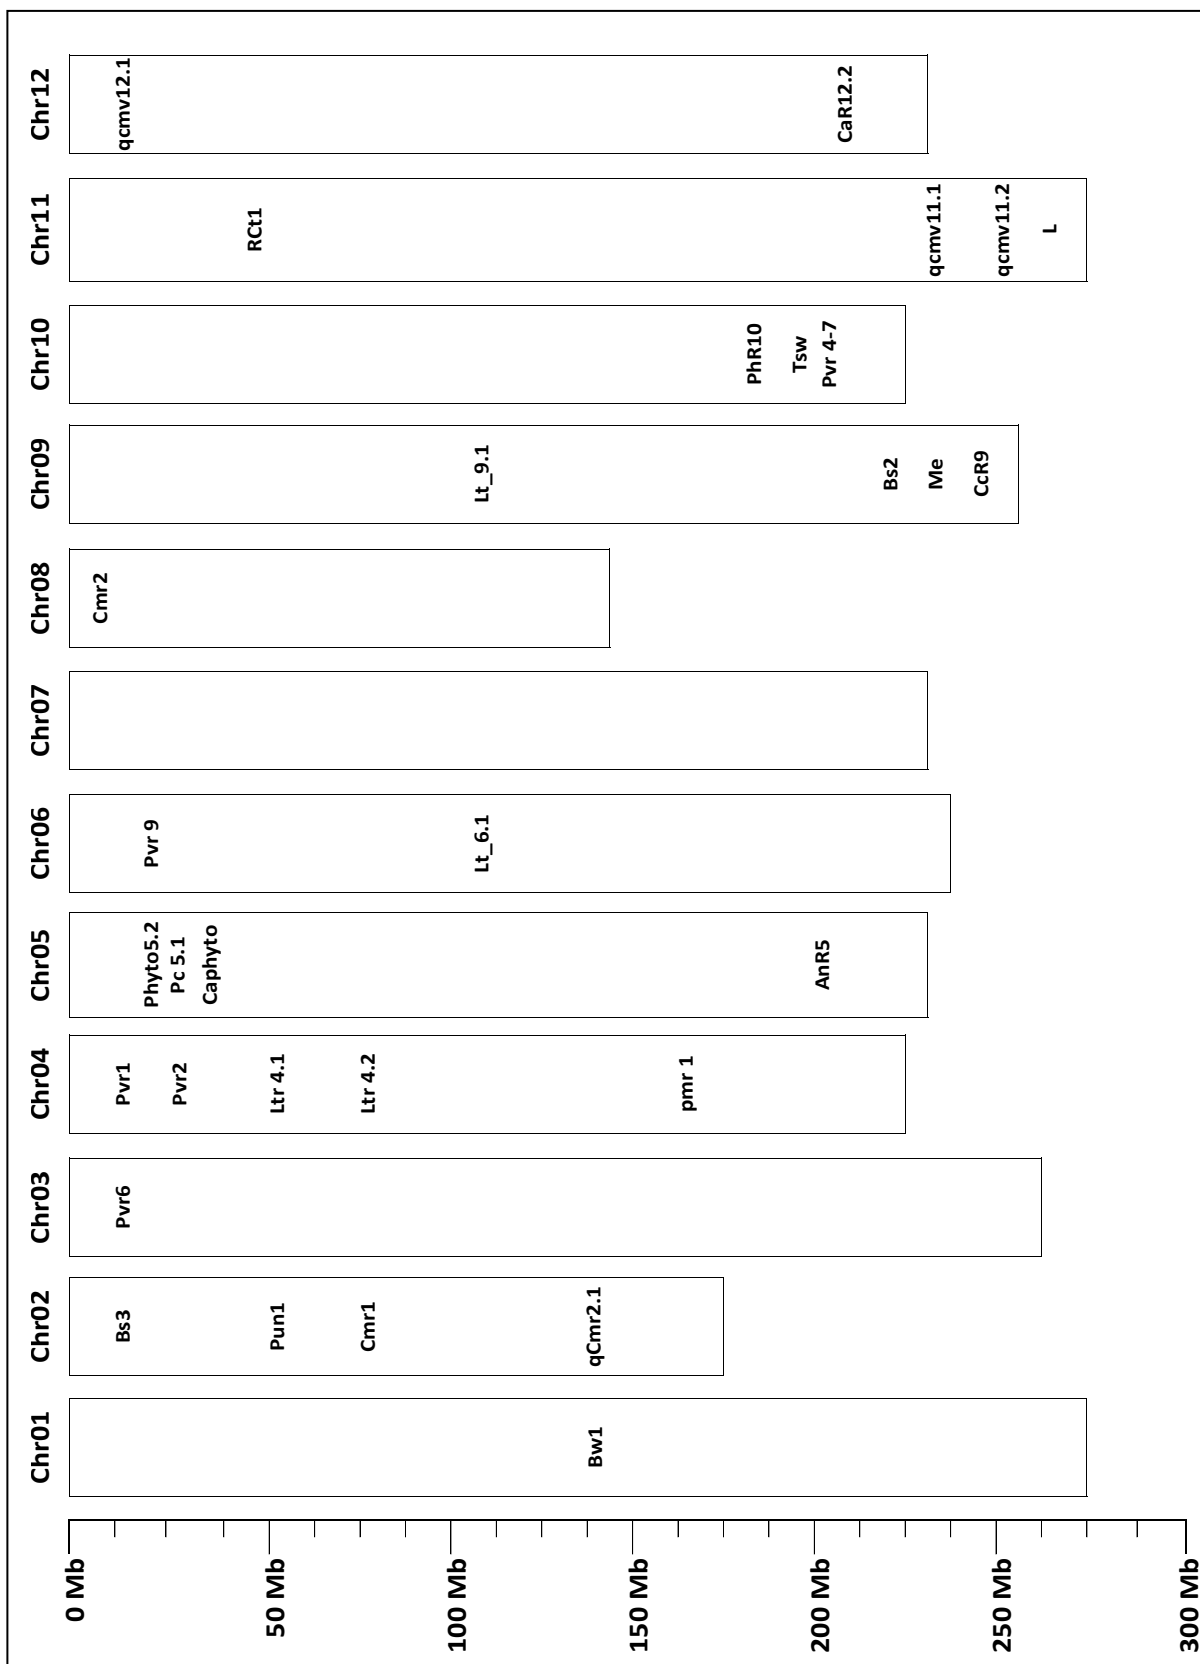 Chr01
Chr02
Chr03
Chr04
Chr05
Chr06
Chr07
Chr08
Chr09
Chr10
Chr11
Chr12
0 Mb
50 Mb
100 Mb
150 Mb
200 Mb
250 Mb
300 Mb
Bw1
Bs3
Pun1
Cmr1
qCmr2.1
Pvr6
Pvr1
Pvr2
Ltr 4.1
Ltr 4.2
pmr 1
Phyto5.2
Pc 5.1
Caphyto
AnR5
Pvr 9
Lt_6.1
Cmr2
Lt_9.1
Bs2
Me
CcR9
PhR10
Tsw
Pvr 4-7
RCt1
qcmv11.1
qcmv11.2
L
qcmv12.1
CaR12.2